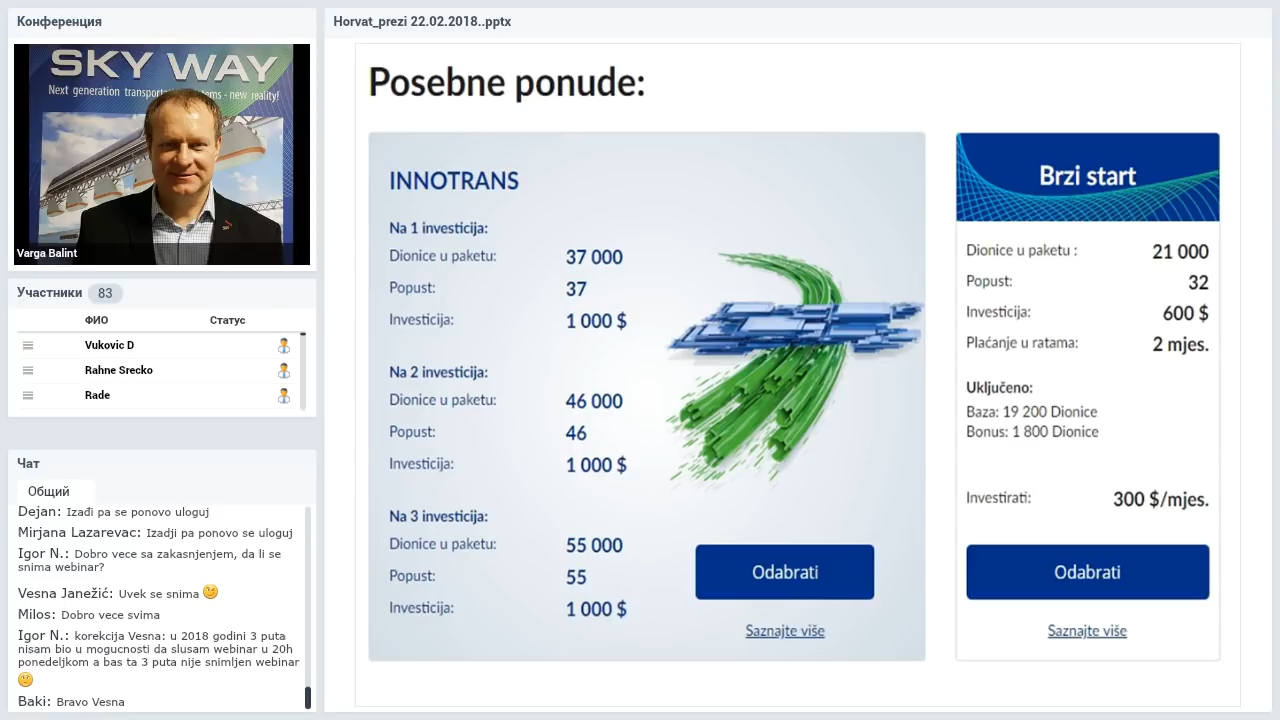 Конференция
SKY WAY
Next generation transport
ems - new reality!
Varga Balint
Участники 83
ФИО Статус
Vukovic D
Rahne Srecko
Rade
Чат
Общий
Dejan: Izađi pa se ponovo uloguj
Mirjana Lazarevac: Izadji pa ponovo se uloguj
Igor N.: Dobro vece sa zakasnjenjem, da li se
snima webinar?
Vesna Janežić: Uvek se snima
Milos: Dobro vece svima
Igor N.: korekcija Vesna: u 2018 godini 3 puta
nisam bio u mogucnosti da slusam webinar u 20h
ponedeljkom a bas ta 3 puta nije snimljen webinar
Baki: Bravo Vesna
Horvat_prezi 22.02.2018..pptx
Posebne ponude:
INNOTRANS
Na 1 investicija:
Dionice u paketu: 37 000
Popust: 37
Investicija: 1 000 $
Na 2 investicija:
Dionice u paketu: 46 000
Popust: 46
Investicija: 1 000 $
Na 3 investicija:
Dionice u paketu: 55 000
Popust: 55
Investicija: 1 000 $
Odabrati
Saznajte više
Brzi start
Dionice u paketu : 21 000
Popust: 32
Investicija: 600 $
Plaćanje u ratama: 2 mjes.
Uključeno:
Baza: 19 200 Dionice
Bonus: 1 800 Dionice
Investirati: 300 $/mjes.
Odabrati
Saznajte više